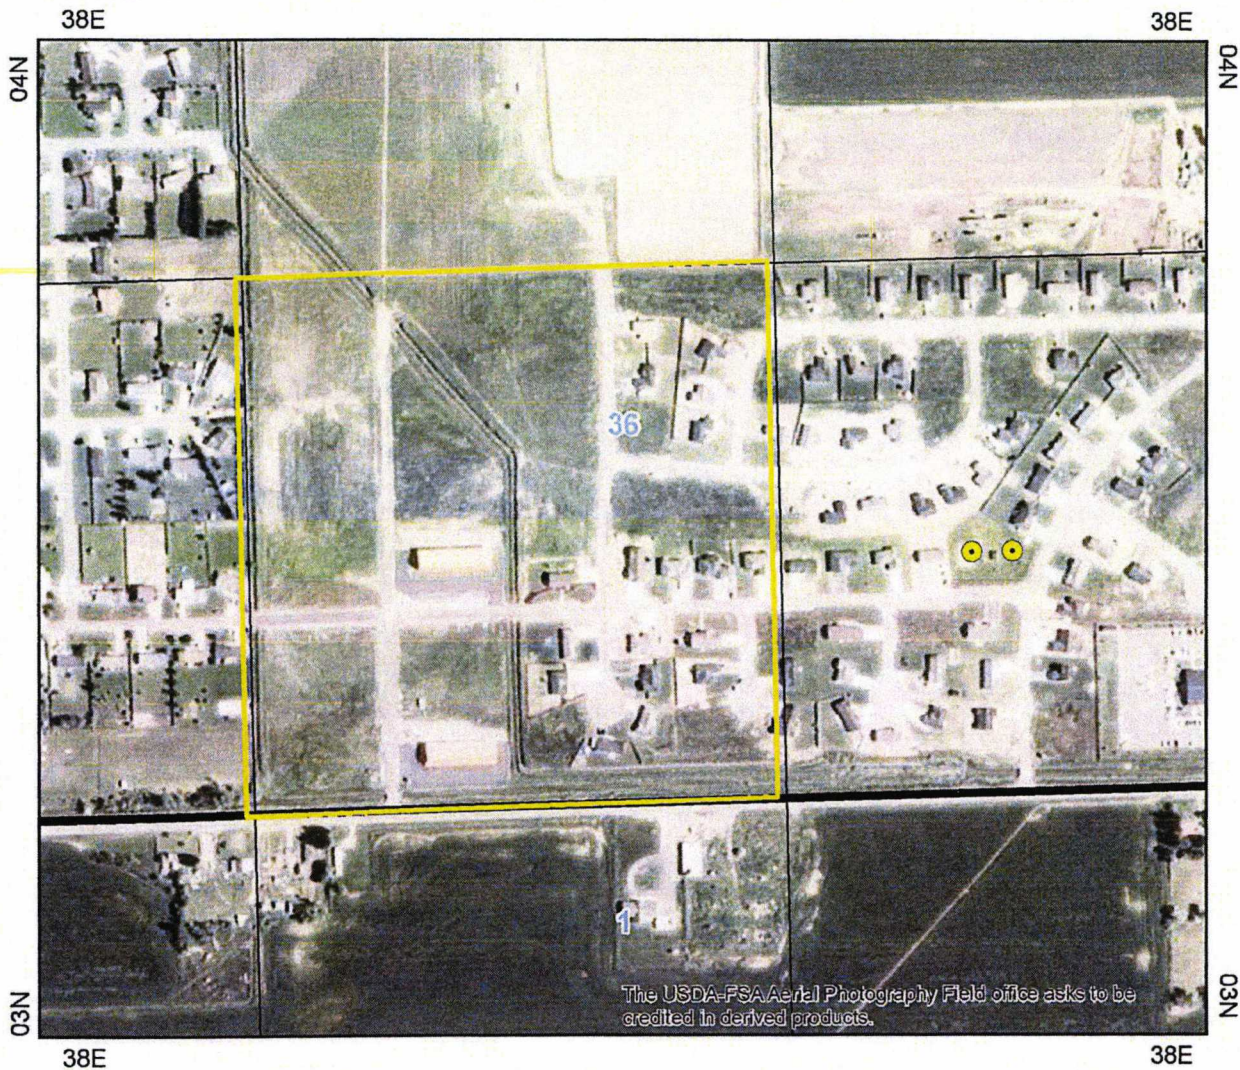 38E
38E
04N
04N
36
1
The USDA-FSA Aerial Photography Field office asks to be
credited in derived products.
03N
03N
38E
38E